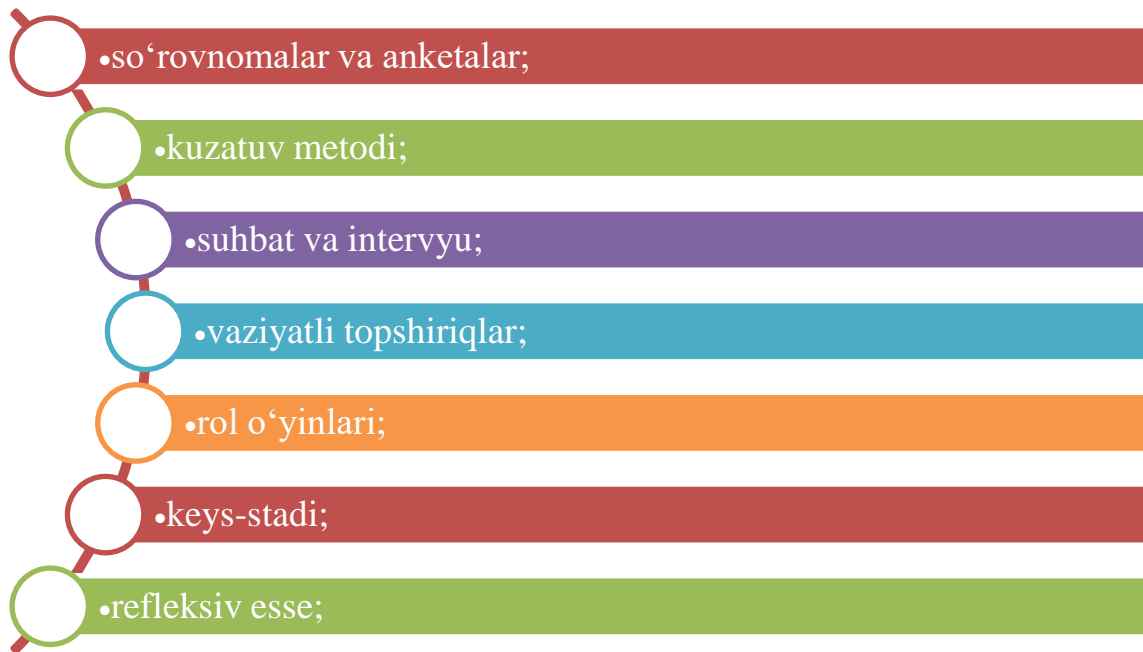 •so‘rovnomalar va anketalar;
•kuzatuv metodi;
•suhbat va intervyu;
•vaziyatli topshiriqlar;
•rol o‘yinlari;
•keys-stadi;
•refleksiv esse;